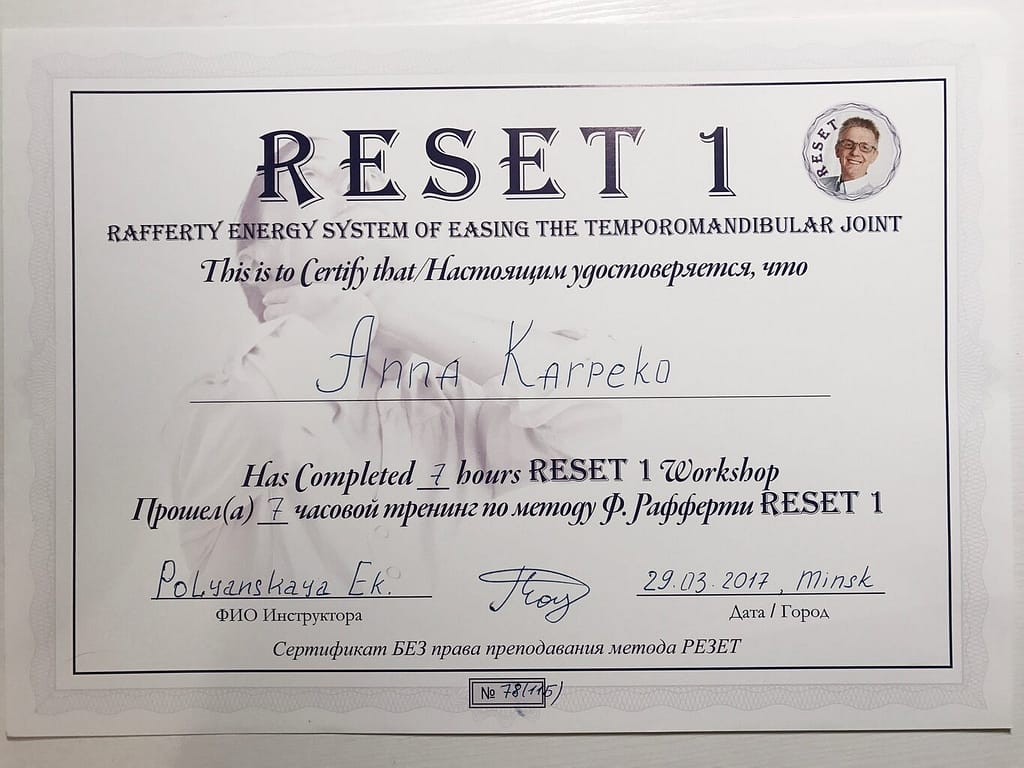 RESET 1
RESET
RAFFERTY ENERGY SYSTEM OF EASING THE TEMPOROMANDIBULAR JOINT
This is to Certify that/Настоящим удостоверяется, что
Anna Karpeko
Has Completed 7 hours RESET 1 Workshop
Прошел(а) 7 часовой тренинг по методу Ф. Рафферти RESET 1
Polyanskaya Ek. 29.03.2017, Minsk
ФИО Инструктора Дата / Город
Сертификат БЕЗ права преподавания метода РЕЗЕТ
№ 78(115)